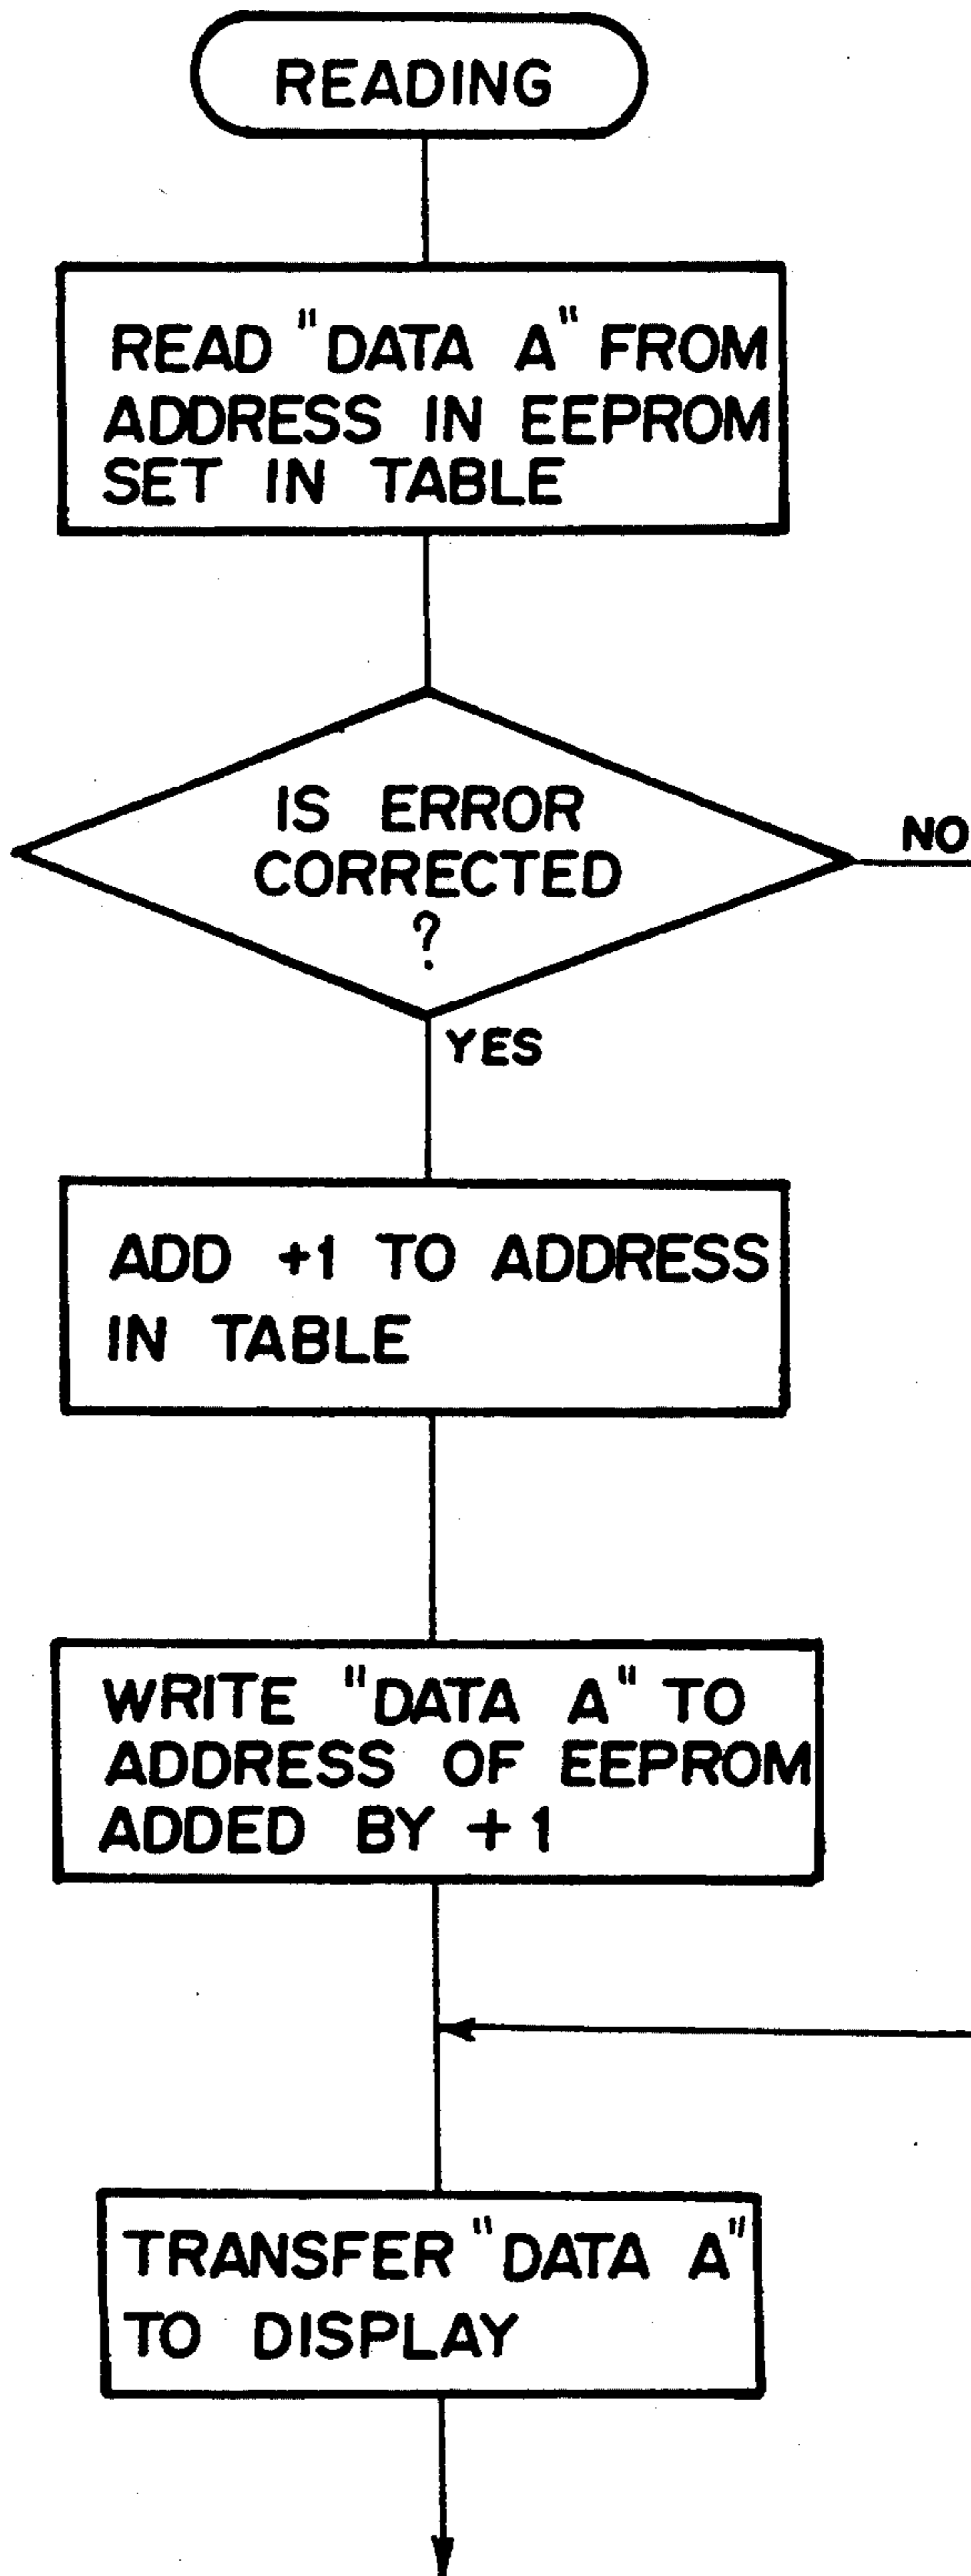 READING
READ "DATA A" FROM
ADDRESS IN EEPROM
SET IN TABLE
IS ERROR
CORRECTED
?
NO
YES
ADD +1 TO ADDRESS
IN TABLE
WRITE "DATA A" TO
ADDRESS OF EEPROM
ADDED BY +1
TRANSFER "DATA A"
TO DISPLAY